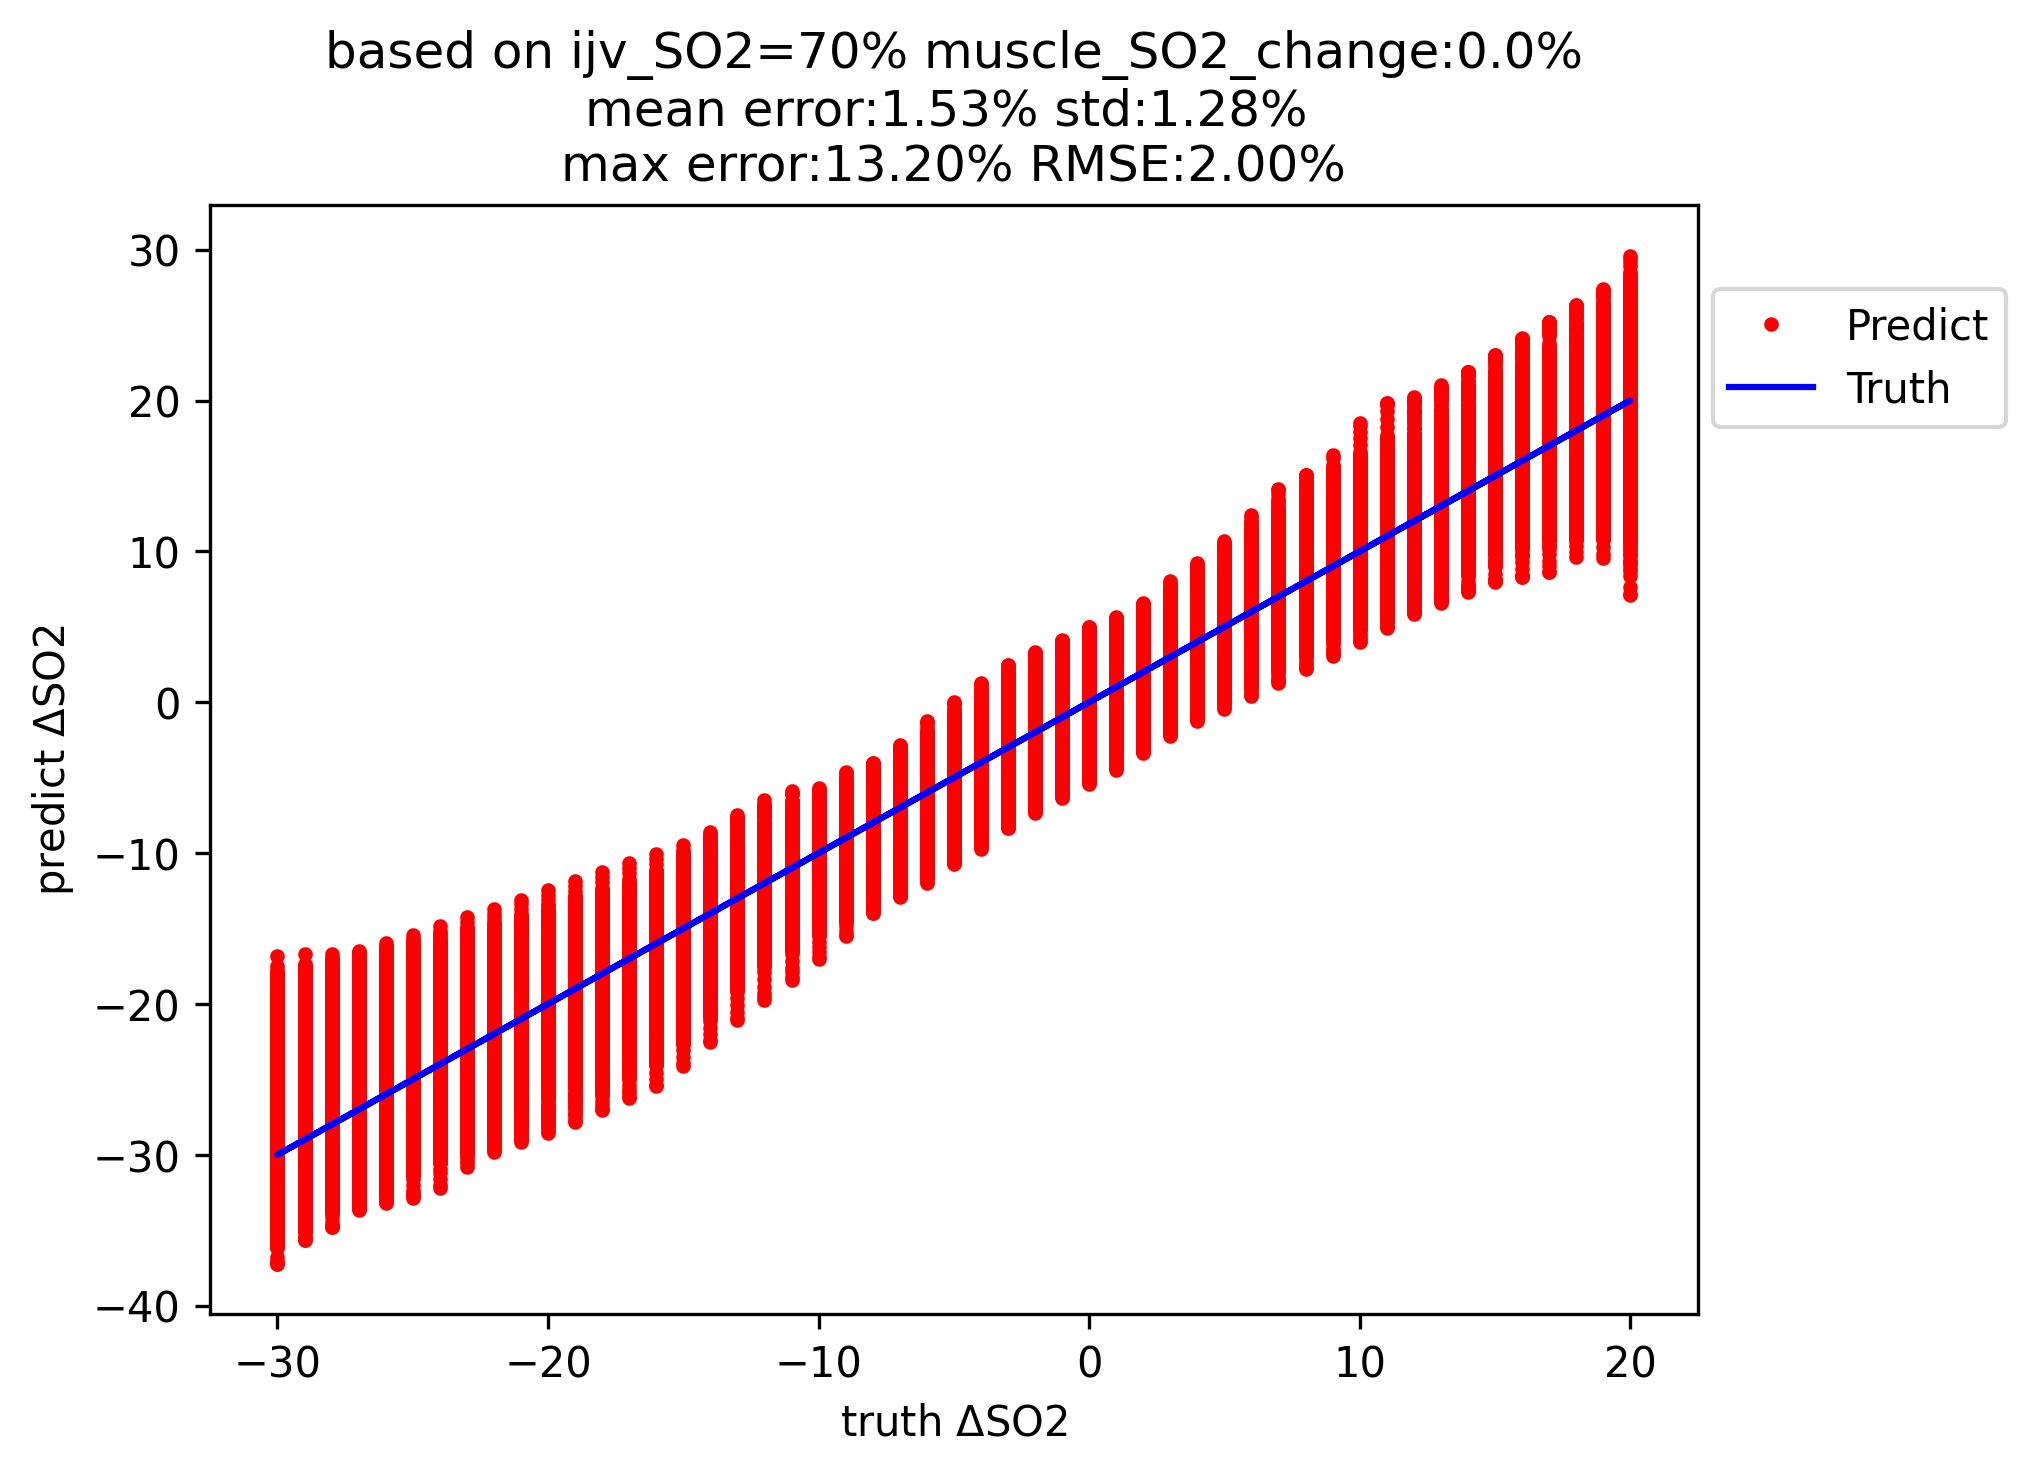 based on ijv_SO2=70% muscle_SO2_change:0.0%
mean error:1.53% std:1.28%
max error:13.20% RMSE:2.00%
30
20
10
0
−10
−20
−30
−40
predict ΔSO2
−30
−20
−10
0
10
20
truth ΔSO2
Predict
Truth